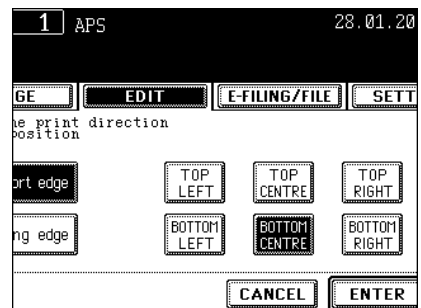 1 APS 28.01.20
GE EDIT E-FILING/FILE SETT
ne print direction
position
ort edge TOP LEFT TOP CENTRE TOP RIGHT
ng edge BOTTOM LEFT BOTTOM CENTRE BOTTOM RIGHT
CANCEL ENTER